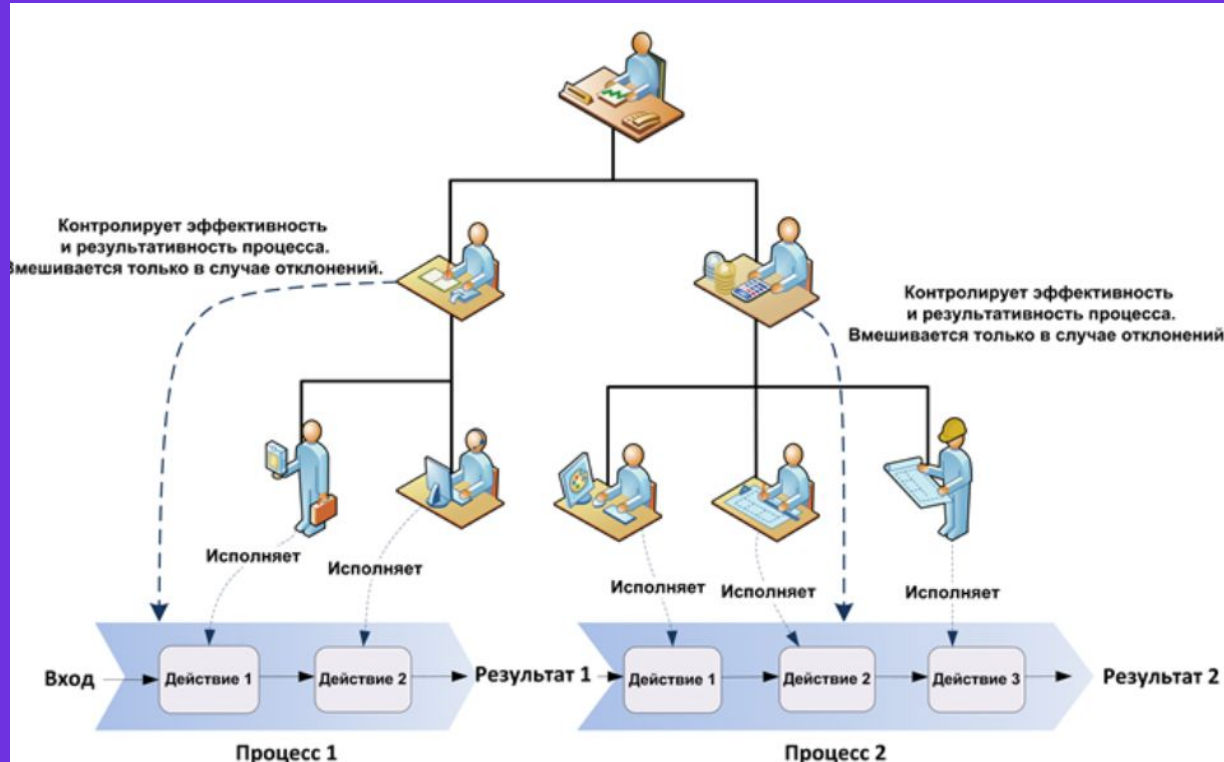 Контролирует эффективность
и результативность процесса.
Вмешивается только в случае отклонений.
Контролирует эффективность
и результативность процесса.
Вмешивается только в случае отклонений
Исполняет
Исполняет
Исполняет
Исполняет
Исполняет
Вход
Действие 1
Действие 2
Результат 1
Действие 1
Действие 2
Действие 3
Результат 2
Процесс 1
Процесс 2